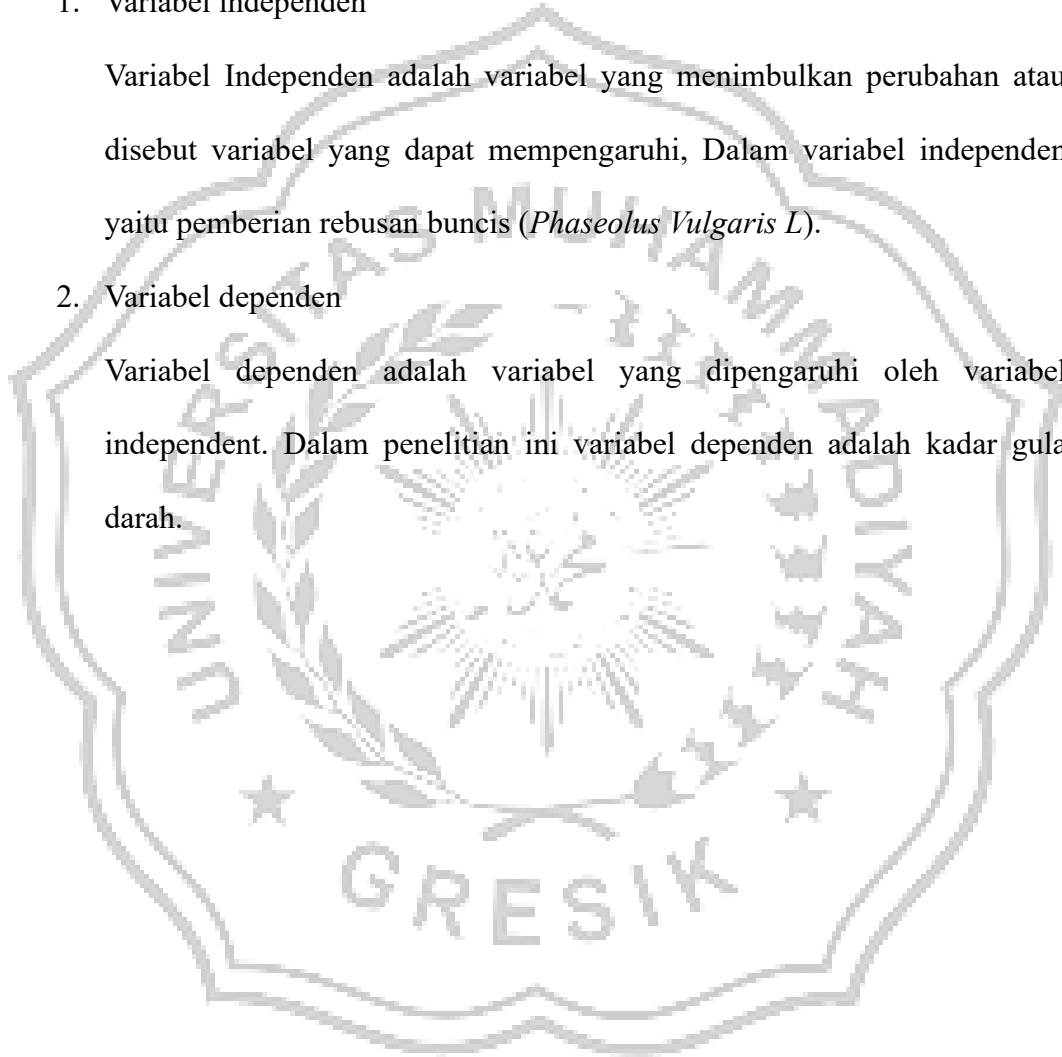 1. Variabel independen
Variabel Independen adalah variabel yang menimbulkan perubahan atau
disebut variabel yang dapat mempengaruhi, Dalam variabel independen
yaitu pemberian rebusan buncis (Phaseolus Vulgaris L).
2. Variabel dependen
Variabel dependen adalah variabel yang dipengaruhi oleh variabel
independent. Dalam penelitian ini variabel dependen adalah kadar gula
darah.
UNIVERSITAS MUHAMMADIYAH
GRESIK